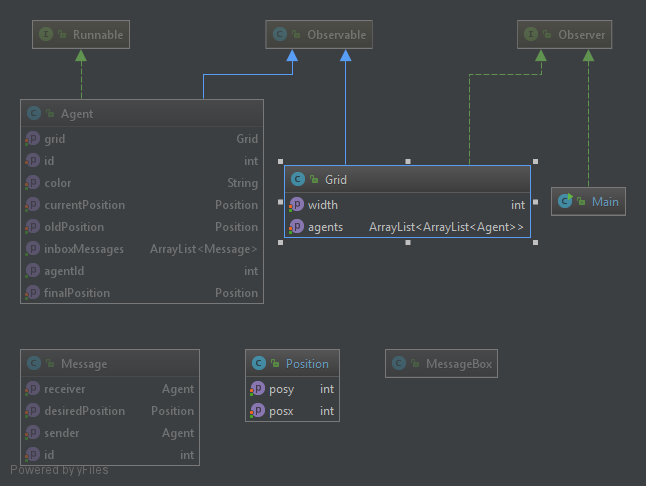 Runnable
Observable
Observer
Agent
grid Grid
id int
color String
currentPosition Position
oldPosition Position
inboxMessages ArrayList<Message>
agentId int
finalPosition Position
Grid
width int
agents ArrayList<ArrayList<Agent>>
Main
Message
receiver Agent
desiredPosition Position
sender Agent
id int
Position
posy int
posx int
MessageBox
Powered by yFiles